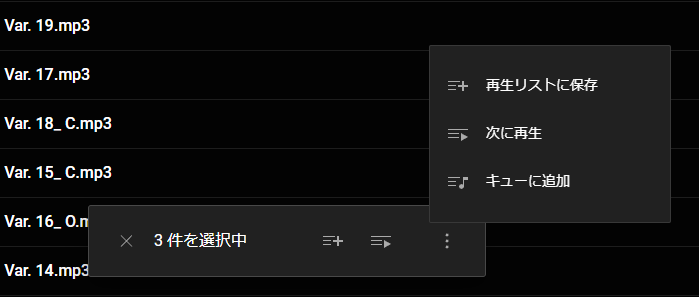 Var. 19.mp3
Var. 17.mp3
Var. 18_ C.mp3
Var. 15_ C.mp3
Var. 16_ O.m
Var. 14.mp3
再生リストに保存
次に再生
キューに追加
3 件を選択中